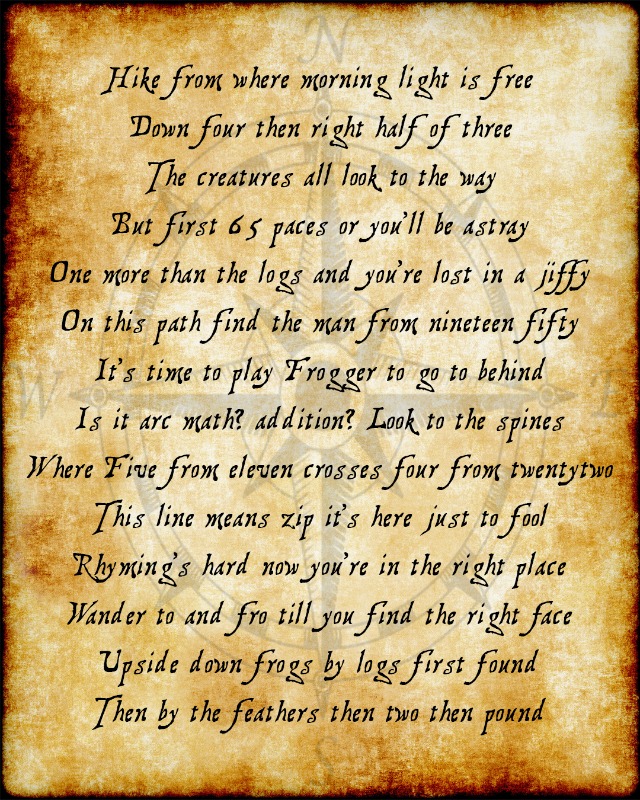 N
Hike from where morning light is free
Down four then right half of three
The creatures all look to the way
But first 65 paces or you'll be astray
One more than the logs and you're lost in a jiffy
On this path find the man from nineteen fifty
It's time to play Frogger to go to behind
W
Is it arc math? addition? Look to the spines
Where Five from eleven crosses four from twentytwo
This line means zip it's here just to fool
Rhyming's hard now you're in the right place
Wander to and fro till you find the right face
Upside down frogs by logs first found
Then by the feathers then two then pound
S